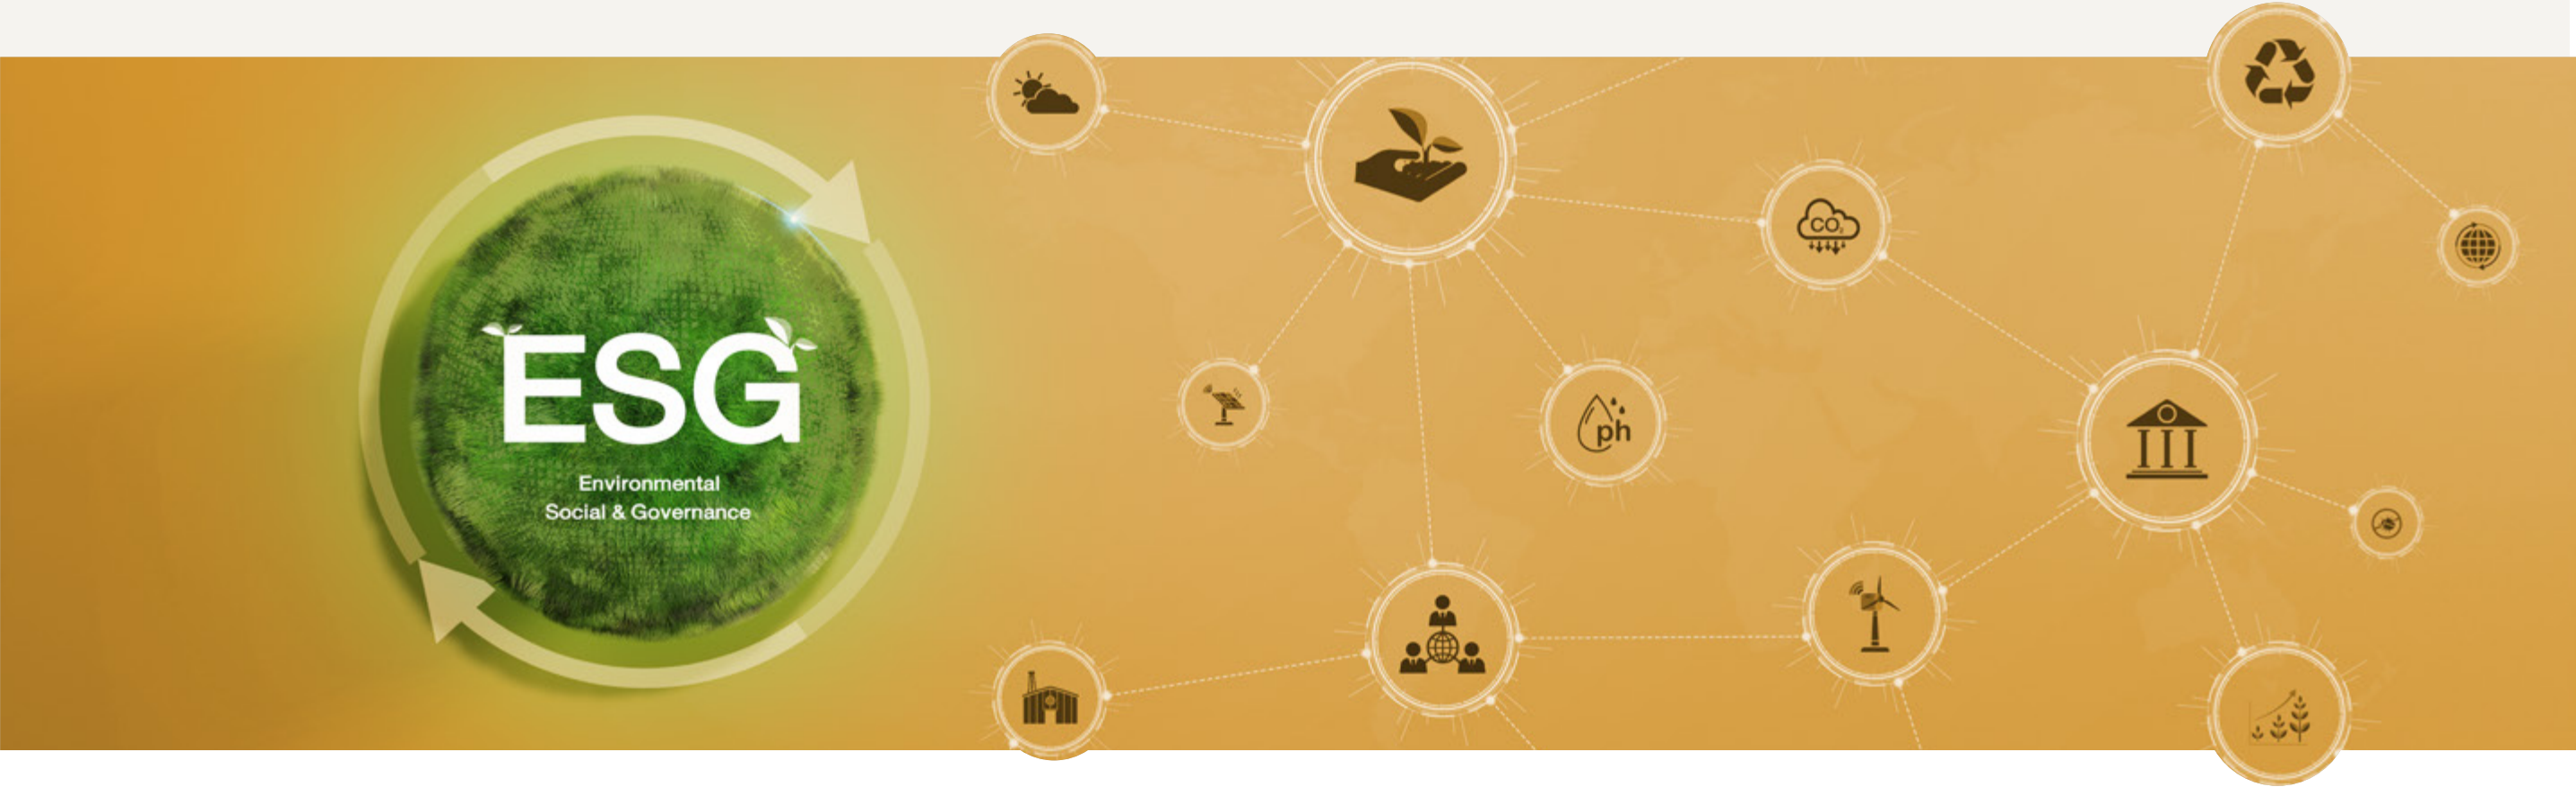 ESG
Environmental
Social & Governance
CO₂
ph